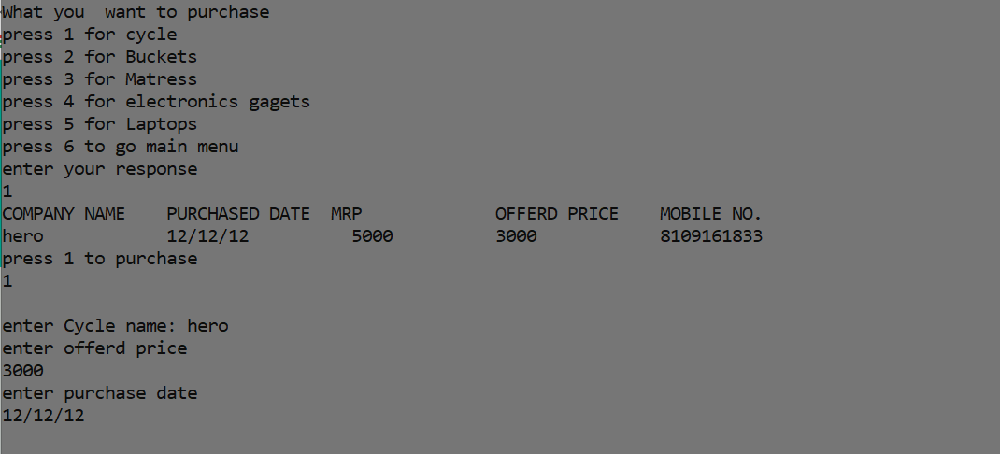 What you  want to purchase
press 1 for cycle
press 2 for Buckets
press 3 for Matress
press 4 for electronics gagets
press 5 for Laptops
press 6 to go main menu
enter your response
1
COMPANY NAME    PURCHASED DATE  MRP             OFFERD PRICE    MOBILE NO.
hero            12/12/12          5000          3000            8109161833
press 1 to purchase
1

enter Cycle name: hero
enter offerd price
3000
enter purchase date
12/12/12